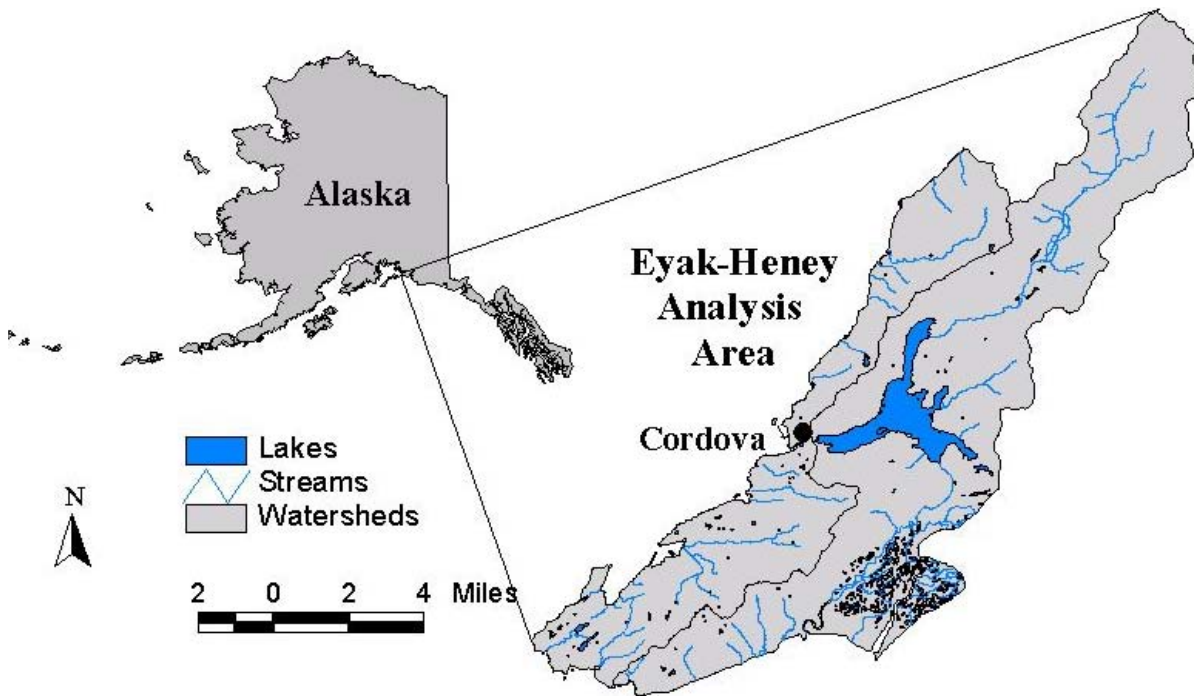 Alaska
Eyak-Heney
Analysis
Area
Cordova
Lakes
Streams
Watersheds
N
2 0 2 4 Miles